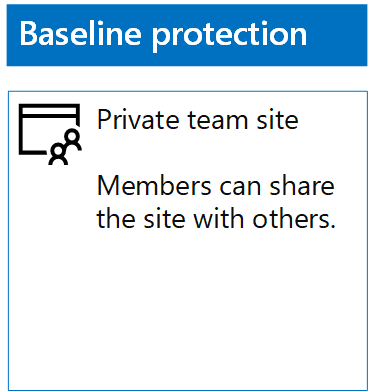 Baseline protection
Private team site
Members can share
the site with others.